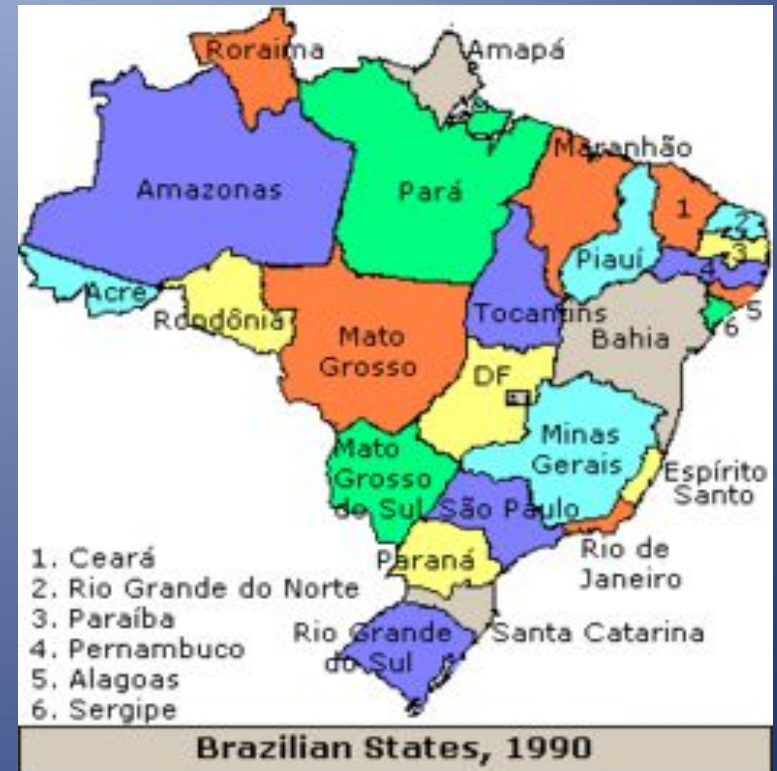 Roraima
Amapá
Maranhão
Amazonas
Pará
1
2
3
4
5
6
Piauí
Acre
Rondônia
Tocantins
Bahia
Mato
Grosso
DF
Minas
Gerais
Mato
Grosso
do Sul
São Paulo
Espírito
Santo
Paraná
Rio de
Janeiro
Santa Catarina
Rio Grande
do Sul
1. Ceará
2. Rio Grande do Norte
3. Paraíba
4. Pernambuco
5. Alagoas
6. Sergipe
Brazilian States, 1990